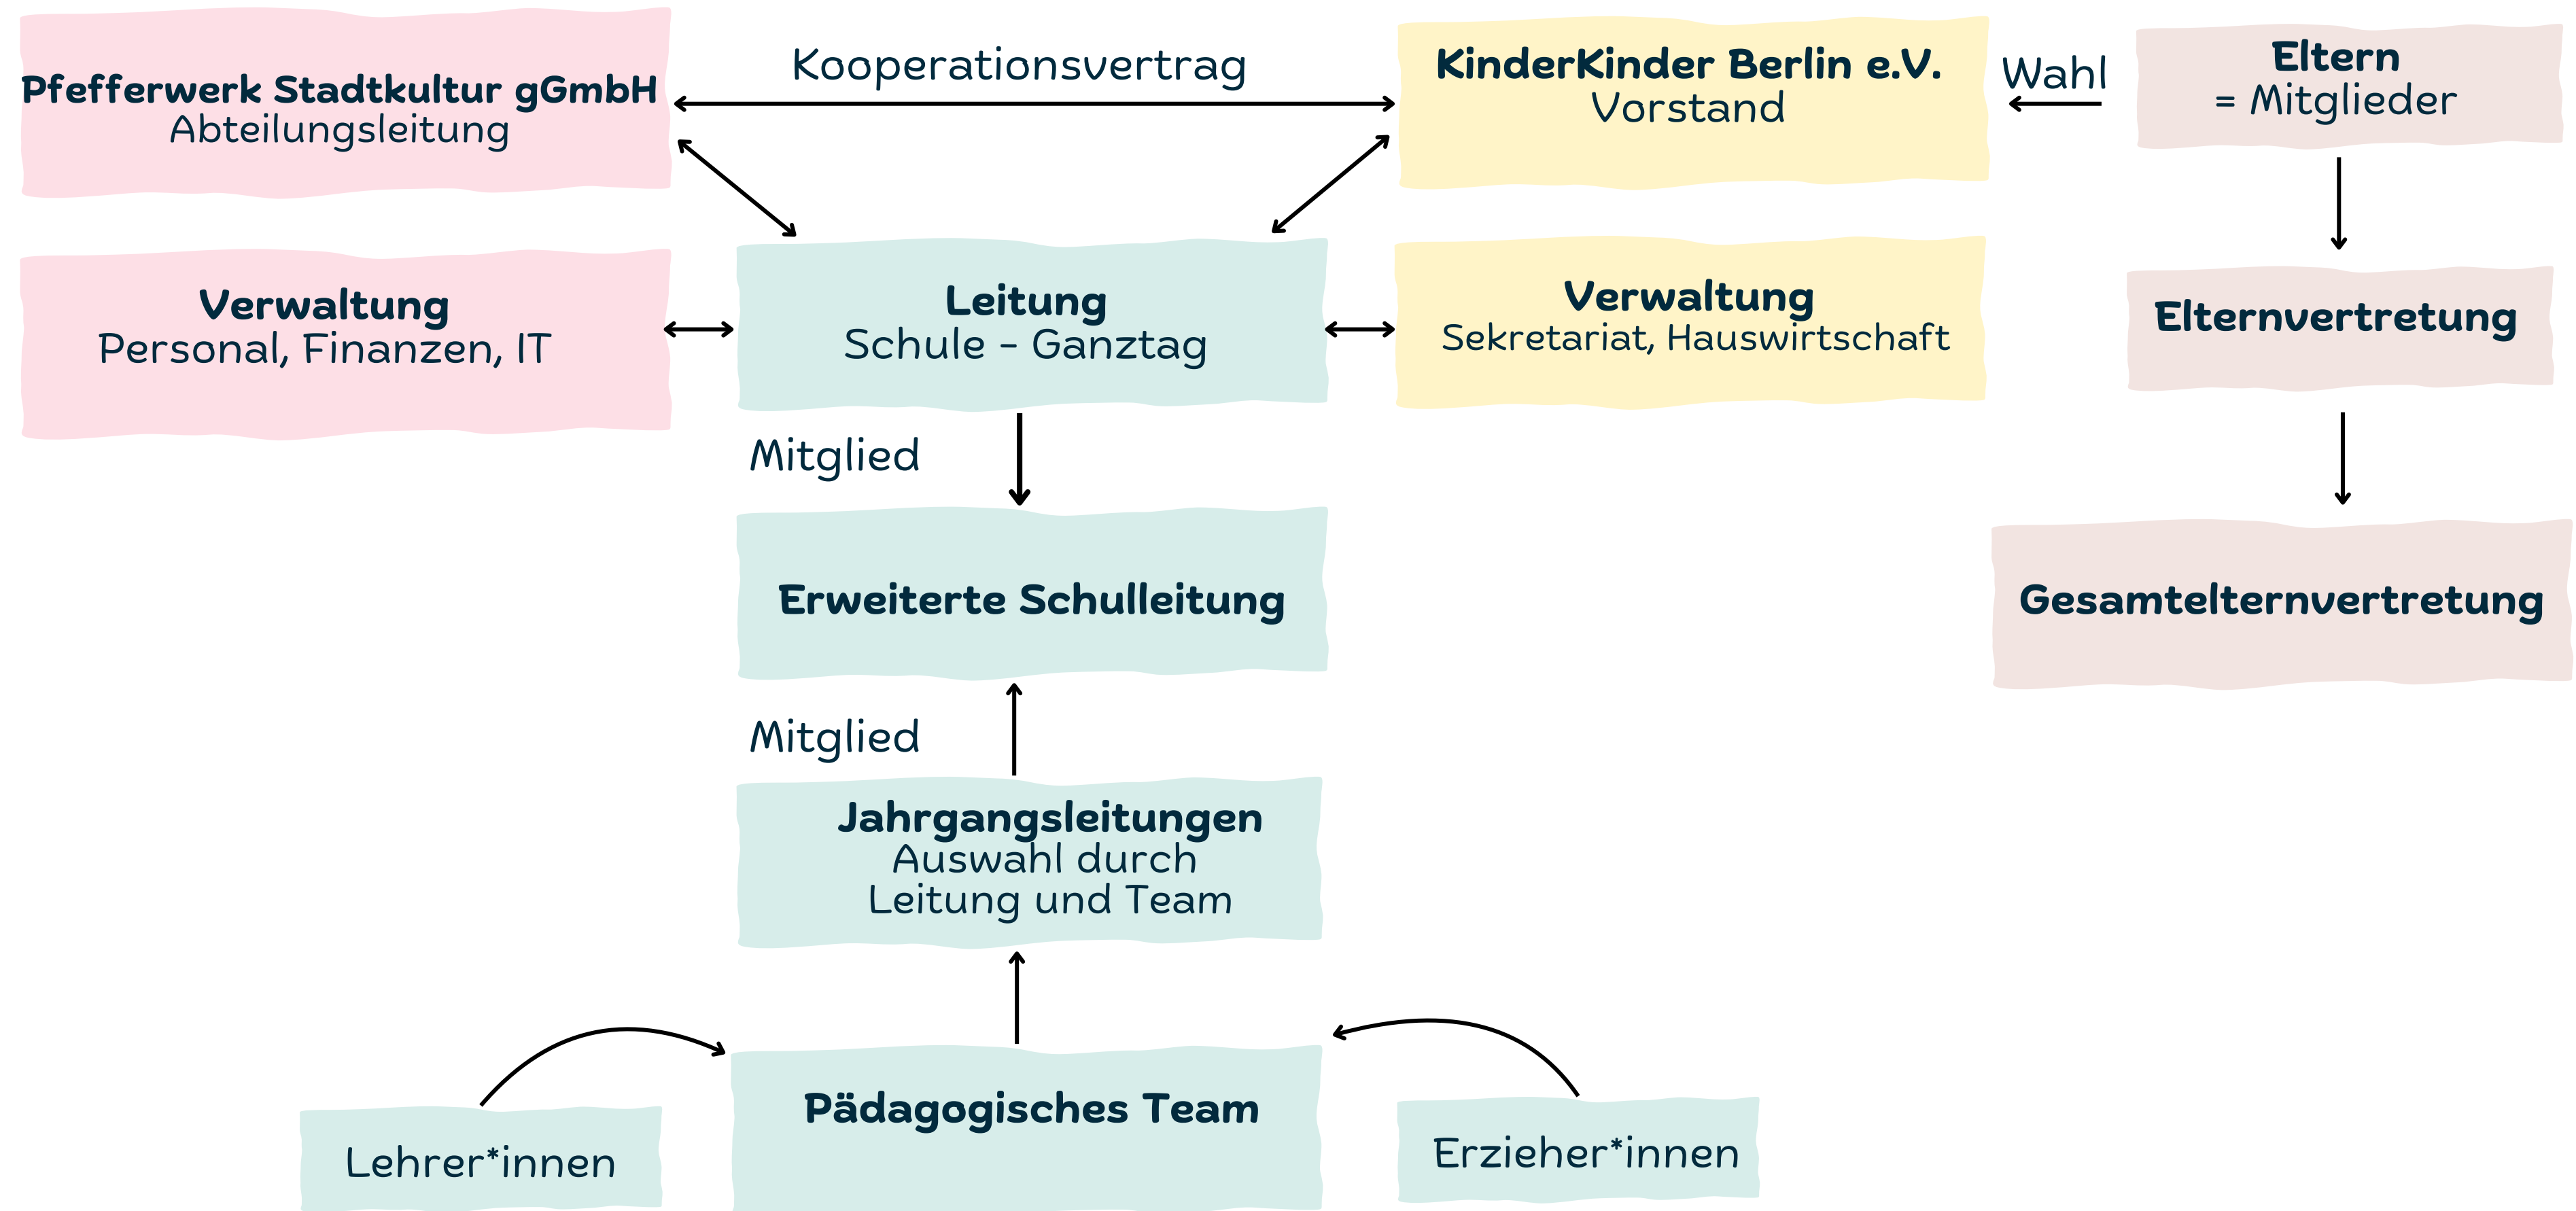 Pfefferwerk Stadtkultur gGmbH
Abteilungsleitung
Kooperationsvertrag
KinderKinder Berlin e.V.
Vorstand
Wahl
Eltern
= Mitglieder
Verwaltung
Personal, Finanzen, IT
Leitung
Schule - Ganztag
Verwaltung
Sekretariat, Hauswirtschaft
Elternvertretung
Mitglied
Erweiterte Schulleitung
Gesamtelternvertretung
Mitglied
Jahrgangsleitungen
Auswahl durch
Leitung und Team
Pädagogisches Team
Lehrer*innen
Erzieher*innen